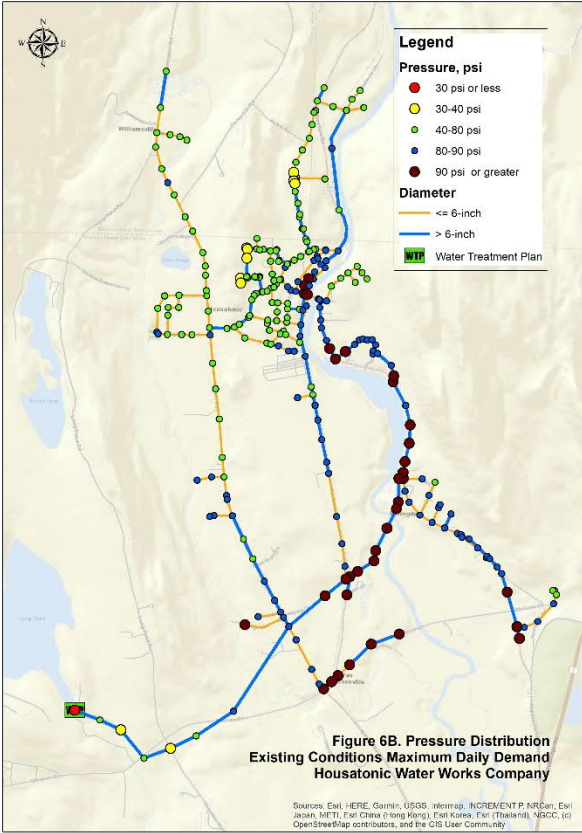 N
W E
S
Legend
Pressure, psi
30 psi or less
30-40 psi
40-80 psi
80-90 psi
90 psi or greater
Diameter
<= 6-inch
> 6-inch
WTP Water Treatment Plan
Williamsville
Long Pond
Figure 6B. Pressure Distribution
Existing Conditions Maximum Daily Demand
Housatonic Water Works Company
Sources: Esri, HERE, Garmin, USGS, Intermap, INCREMENT P, NRCan, Esri
Japan, METI, Esri China (Hong Kong), Esri Korea, Esri (Thailand), NGCC, (c)
OpenStreetMap contributors, and the GIS User Community